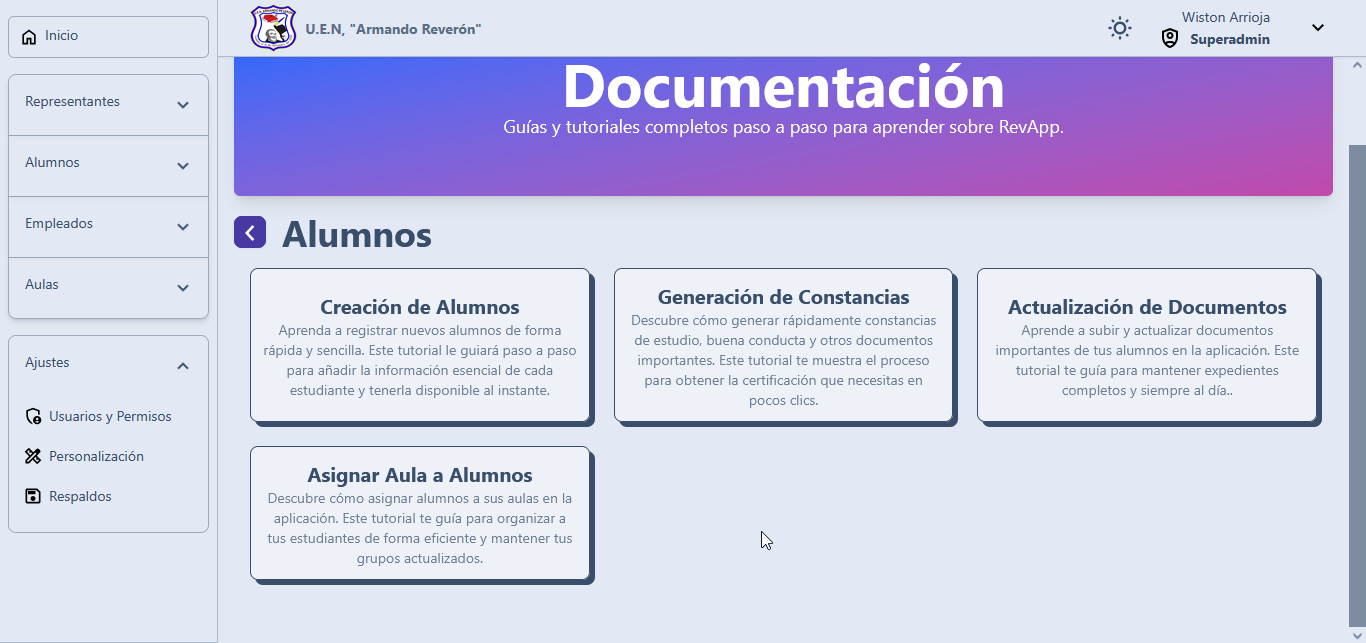 Inicio
Representantes
Alumnos
Empleados
Aulas
Ajustes
Usuarios y Permisos
Personalización
Respaldos
U.E.N, "Armando Reverón"
Wiston Arrioja
Superadmin
Documentación
Guías y tutoriales completos paso a paso para aprender sobre RevApp.
Alumnos
Creación de Alumnos
Aprenda a registrar nuevos alumnos de forma
rápida y sencilla. Este tutorial le guiará paso a paso
para añadir la información esencial de cada
estudiante y tenerla disponible al instante.
Generación de Constancias
Descubre cómo generar rápidamente constancias
de estudio, buena conducta y otros documentos
importantes. Este tutorial te muestra el proceso
para obtener la certificación que necesitas en
pocos clics.
Actualización de Documentos
Aprende a subir y actualizar documentos
importantes de tus alumnos en la aplicación. Este
tutorial te guía para mantener expedientes
completos y siempre al día..
Asignar Aula a Alumnos
Descubre cómo asignar alumnos a sus aulas en la
aplicación. Este tutorial te guía para organizar a
tus estudiantes de forma eficiente y mantener tus
grupos actualizados.